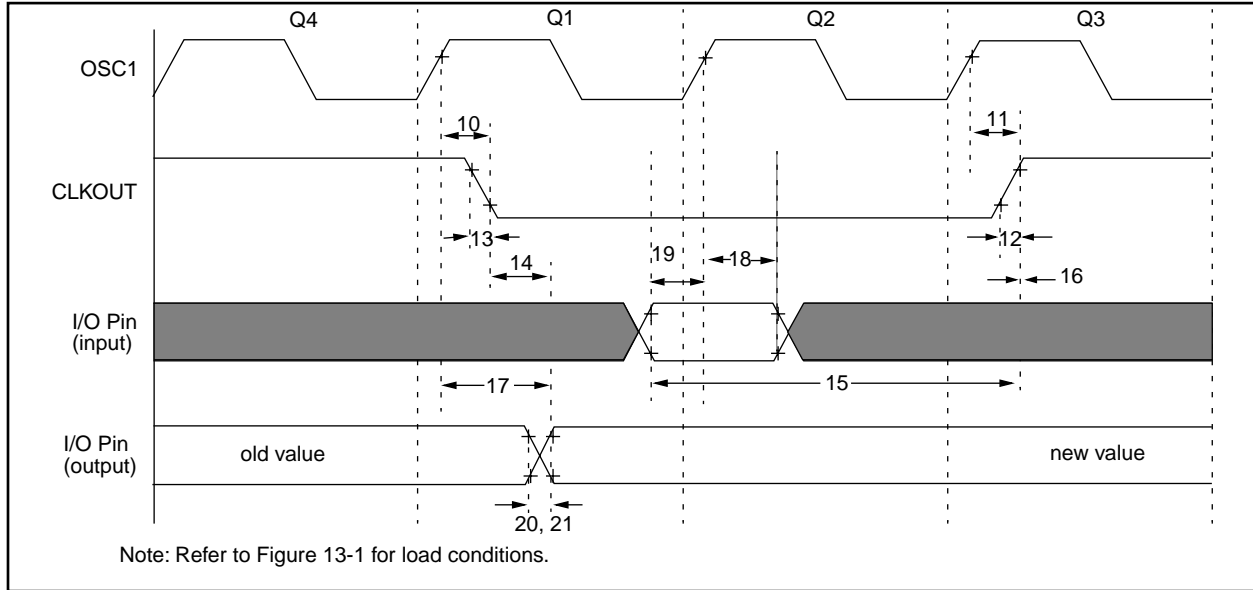 Q4 Q1 Q2 Q3
OSC1
10 11
CLKOUT
13 12
14 19 18
16
I/O Pin
(input)
17 15
I/O Pin
(output)
old value new value
20, 21
Note: Refer to Figure 13-1 for load conditions.